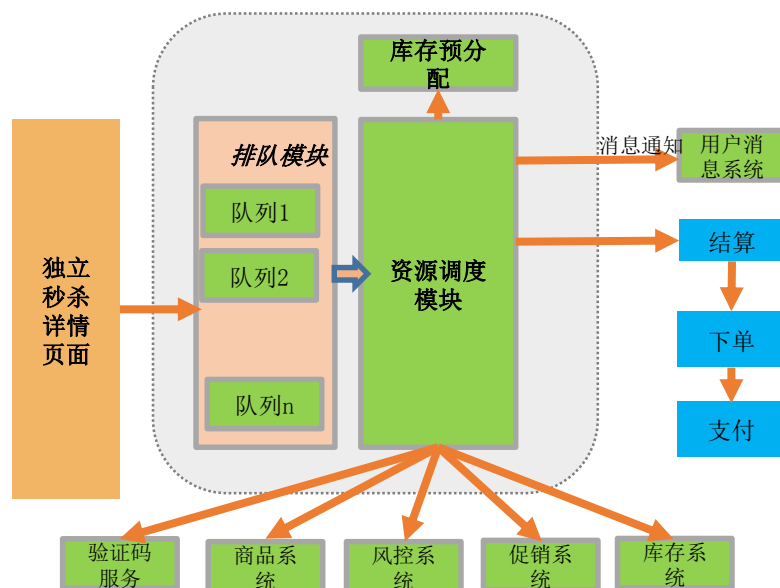 库存预分
配
排队模块
消息通知
用户消
息系统
队列1
队列2
队列n
独立
秒杀
详情
页面
资源调度
模块
结算
下单
支付
验证码
服务
商品系
统
风控系
统
促销系
统
库存系
统